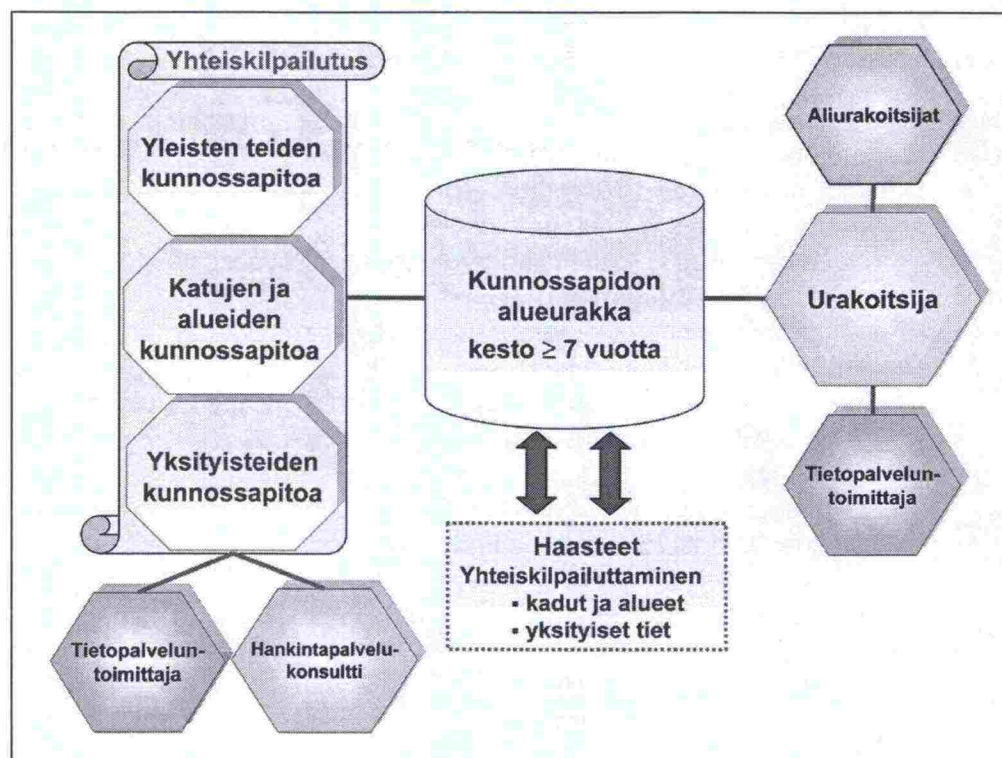 Yhteiskilpailutus
Yleisten teiden
kunnossapitoa
Katujen ja
alueiden
kunnossapitoa
Yksityisteiden
kunnossapitoa
Tietopalvelun-
toimittaja
Hankintapalvelu-
konsultti
Kunnossapidon
alueurakka
kesto ≥ 7 vuotta
Haasteet
Yhteiskilpailuttaminen
▪ kadut ja alueet
▪ yksityiset tiet
Aliurakoitsijat
Urakoitsija
Tietopalvelun-
toimittaja